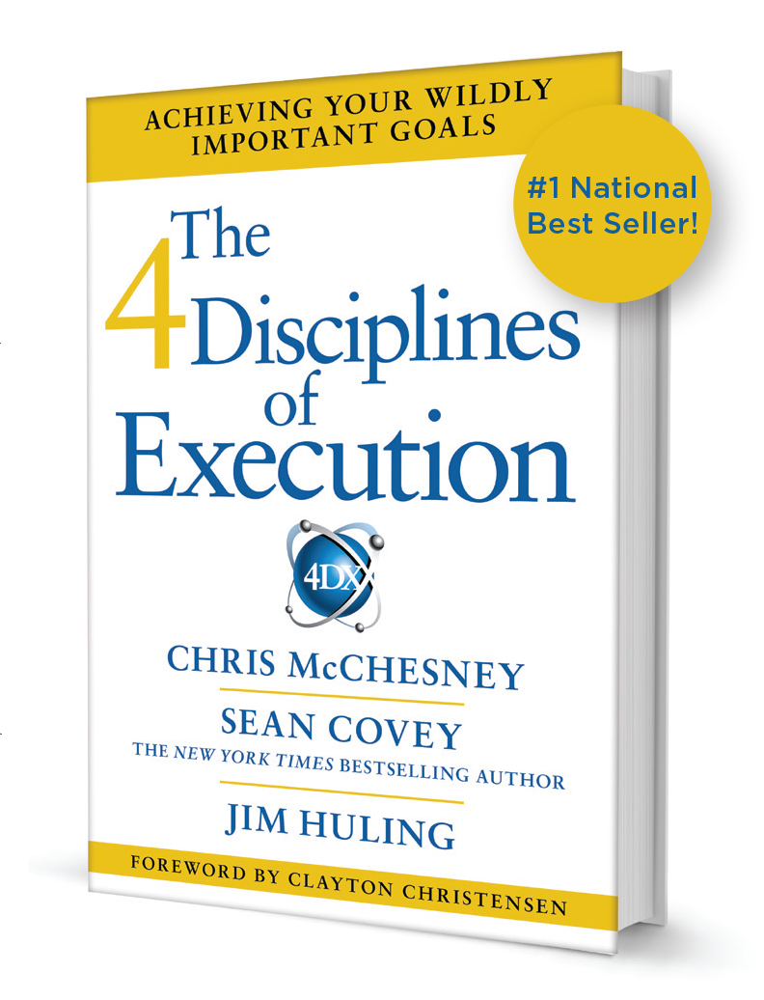 ACHIEVING YOUR WILDLY
IMPORTANT GOALS
#1 National
Best Seller!
The
4 Disciplines
of
Execution
4DX
CHRIS McCHESNEY
SEAN COVEY
THE NEW YORK TIMES BESTSELLING AUTHOR
JIM HULING
FOREWORD BY CLAYTON CHRISTENSEN